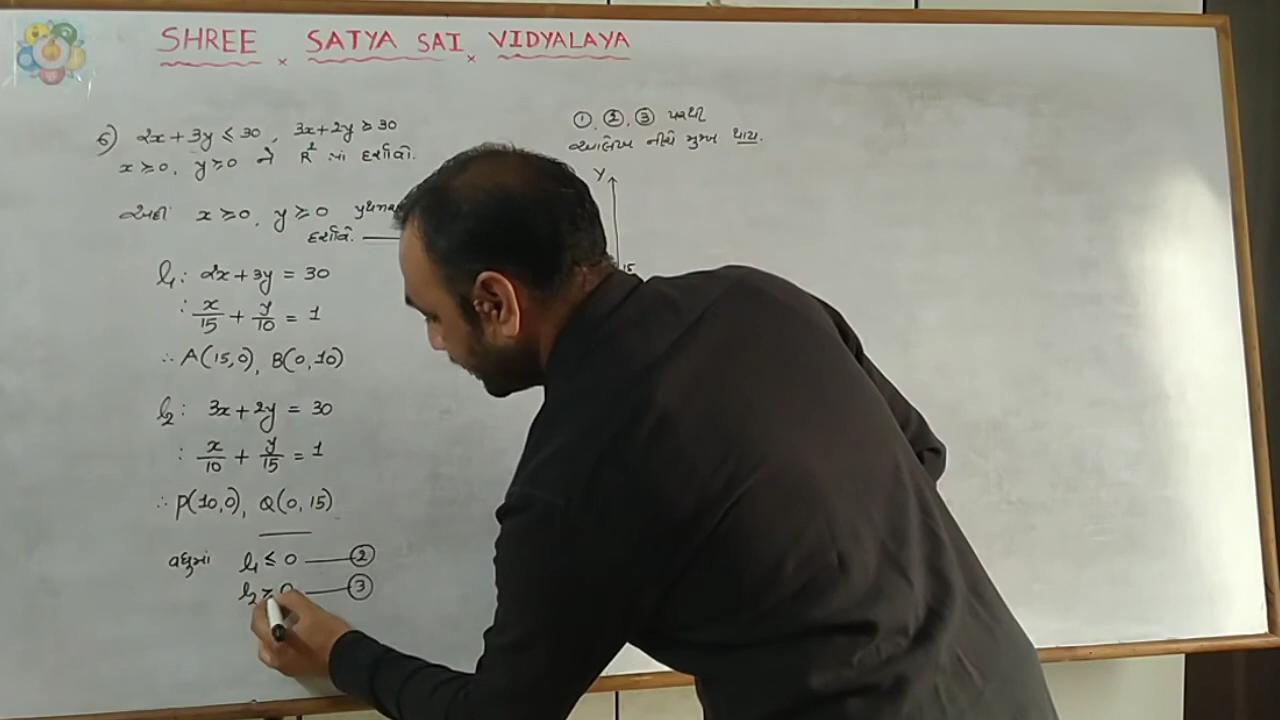 SHREE SATYA SAI VIDYALAYA
6) 2x + 3y ≤ 30, 3x + 2y ≥ 30
x ≥ 0, y ≥ 0 ને R² માં દર્શાવો.
અહીં x ≥ 0, y ≥ 0
દર્શાવે.
l₁: 2x + 3y = 30
∴ x/15 + y/10 = 1
∴ A(15,0), B(0,10)
l₂: 3x + 2y = 30
: x/10 + y/15 = 1
∴ P(10,0), Q(0,15)
વધુમાં l₁ ≤ 0 — ②
l₂ ≥ 0 — ③
①, ②, ③ પરથી
આલેખ નીચે મુજબ થાય.
Y
15